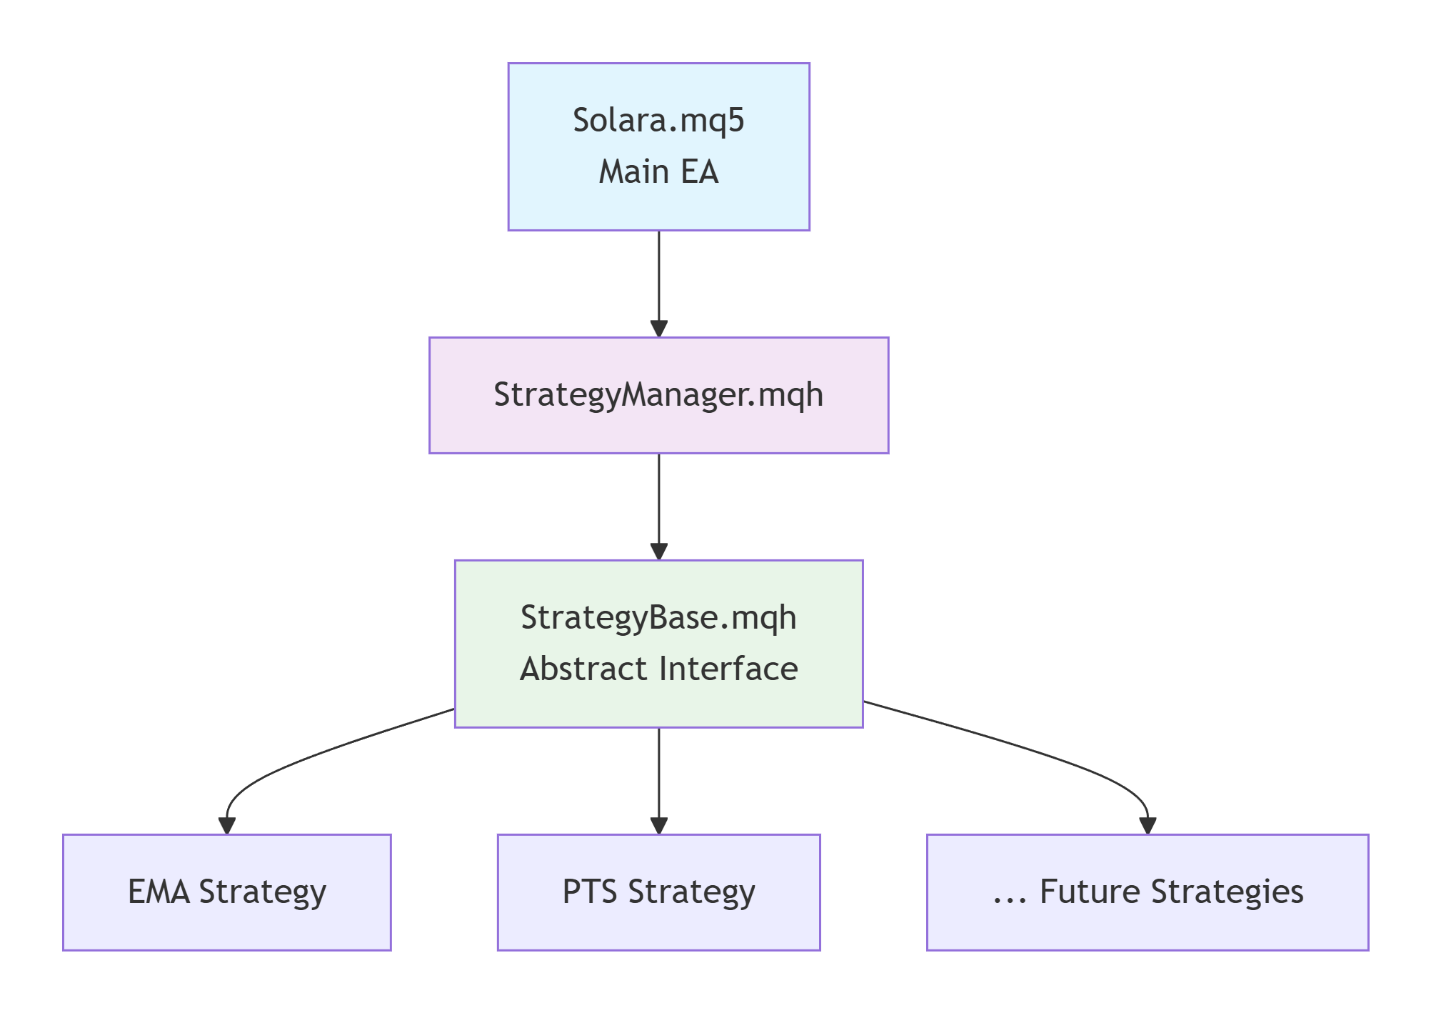 Solara.mq5
Main EA
StrategyManager.mqh
StrategyBase.mqh
Abstract Interface
EMA Strategy
PTS Strategy
... Future Strategies